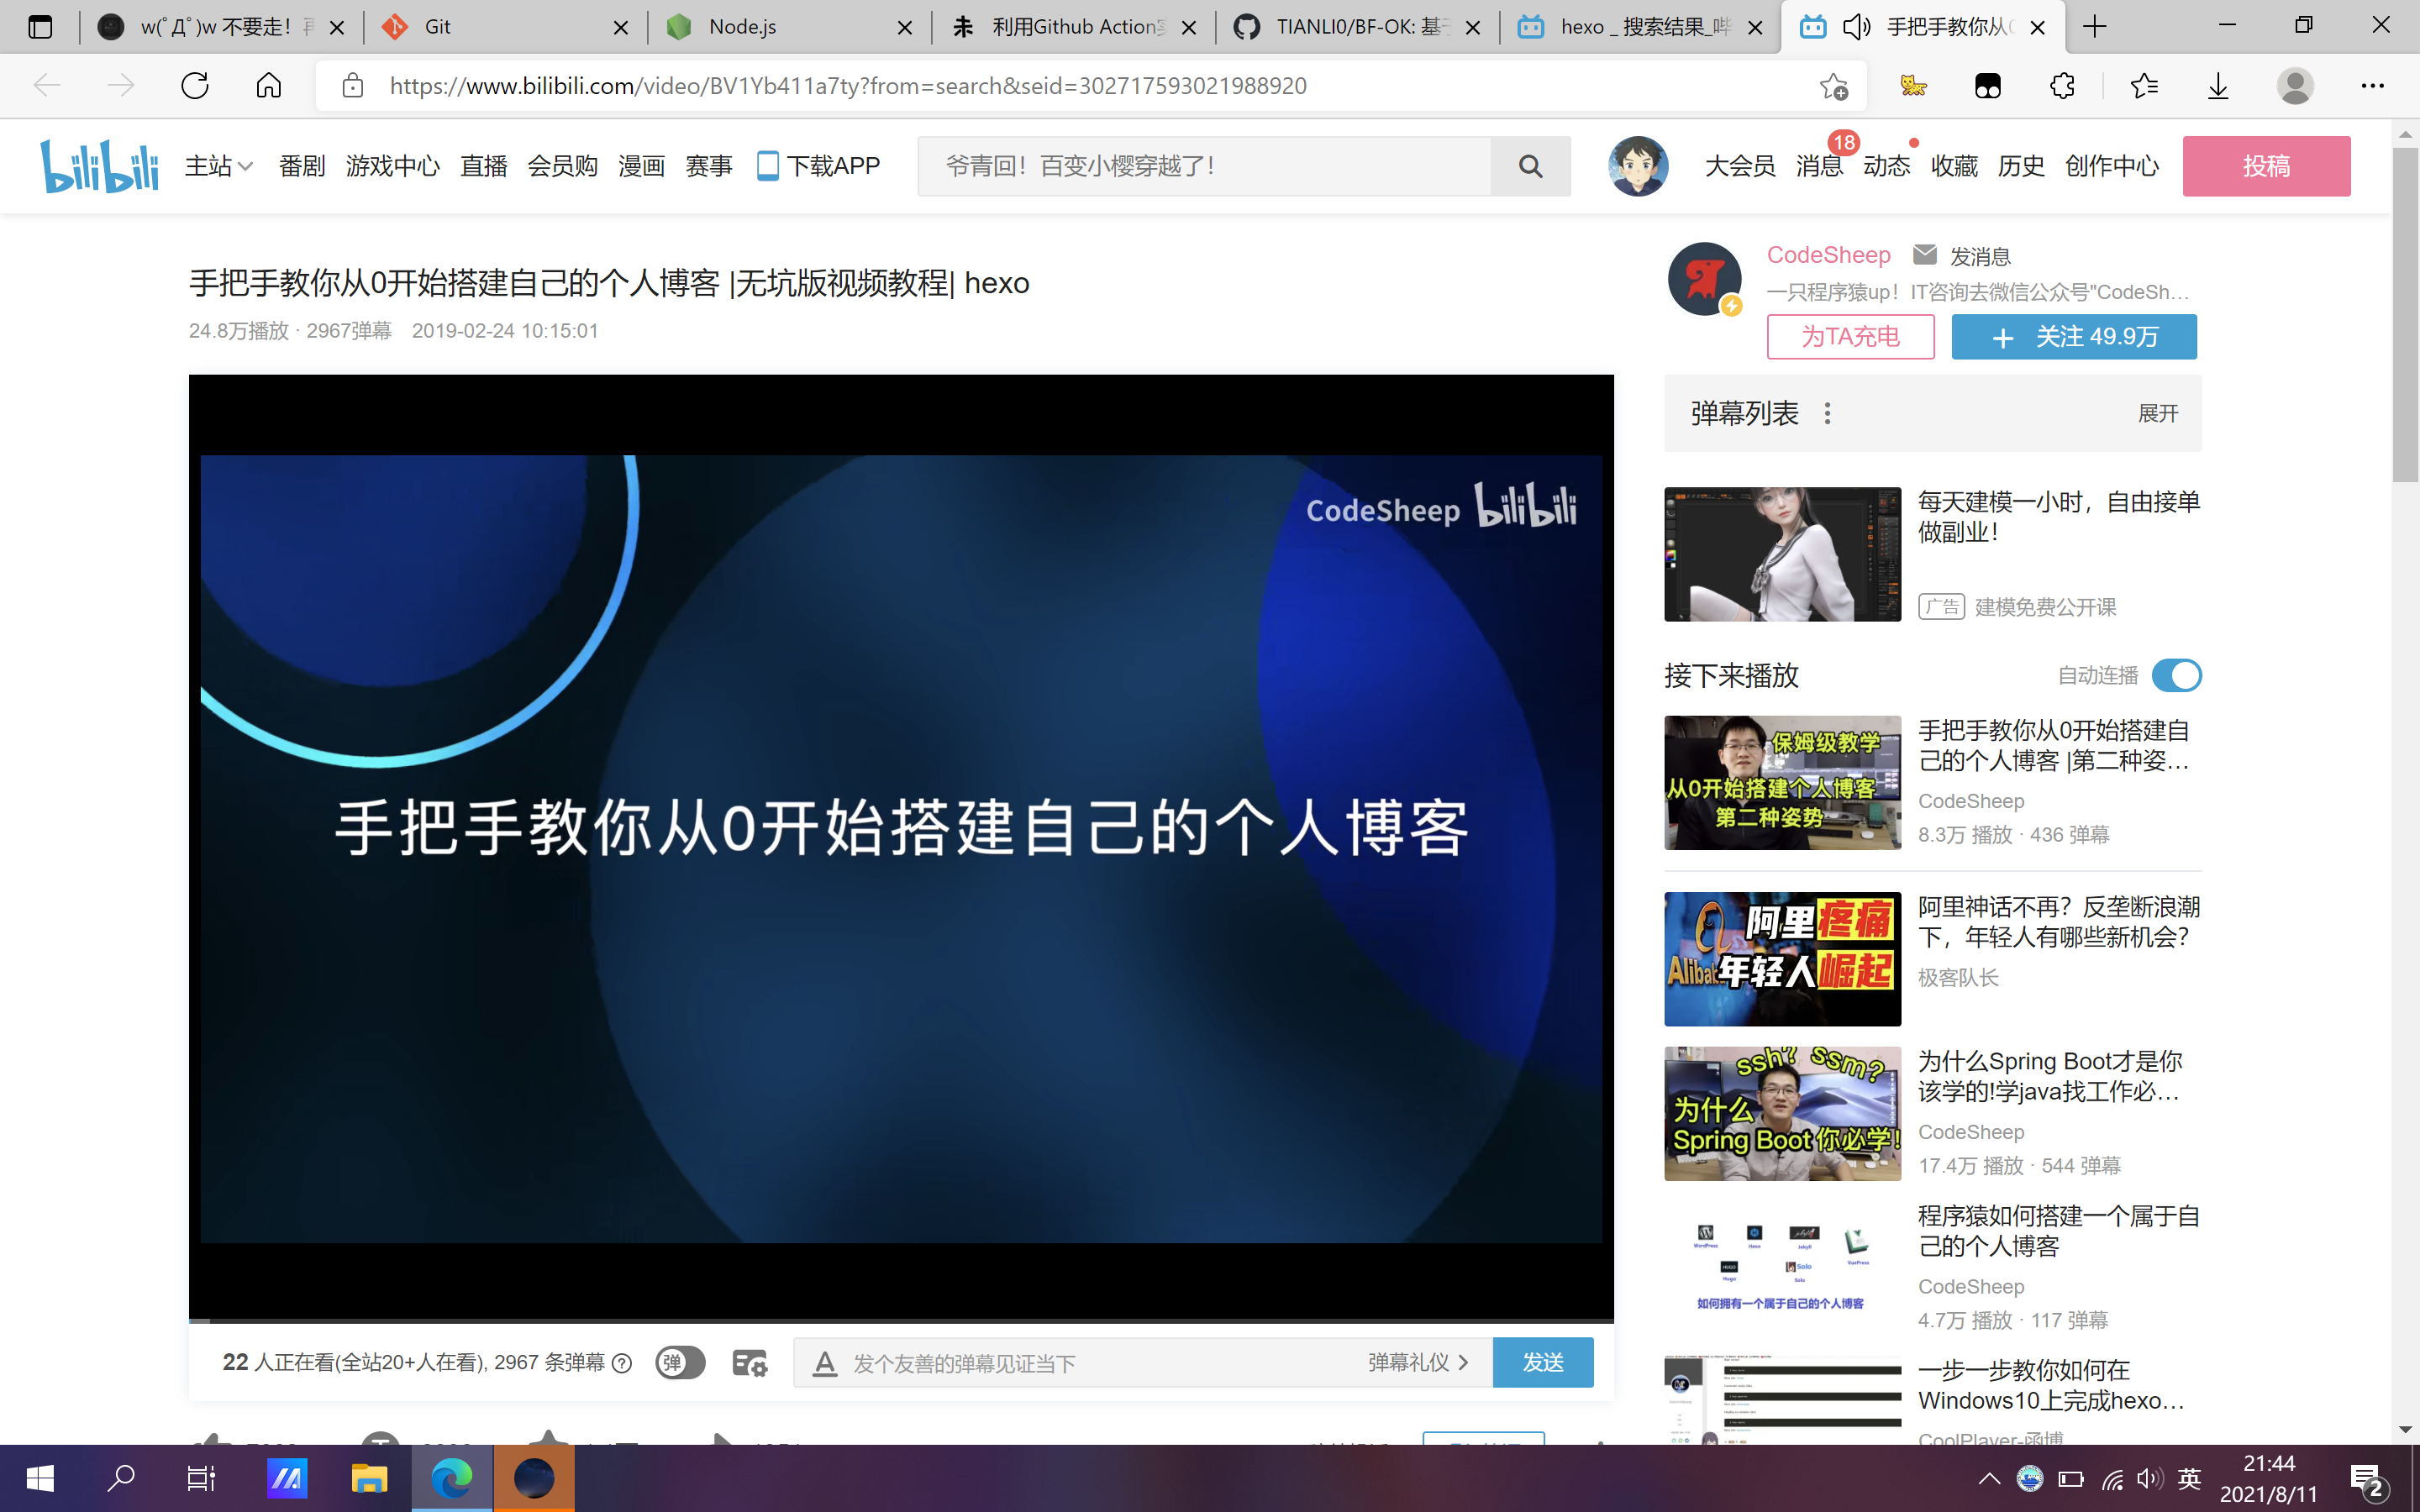 w(ﾟДﾟ)w 不要走！再
Git
Node.js
利用Github Action实
TIANLI0/BF-OK: 基于
hexo _ 搜索结果_哔
手把手教你从0
https://www.bilibili.com/video/BV1Yb411a7ty?from=search&seid=302717593021988920
bilibili
主站
番剧
游戏中心
直播
会员购
漫画
赛事
下载APP
爷青回！百变小樱穿越了！
大会员
消息
18
动态
收藏
历史
创作中心
投稿
手把手教你从0开始搭建自己的个人博客 |无坑版视频教程| hexo
24.8万播放 · 2967弹幕 2019-02-24 10:15:01
CodeSheep
发消息
一只程序猿up！IT咨询去微信公众号"CodeSh...
为TA充电
+ 关注 49.9万
CodeSheep bilibili
手把手教你从0开始搭建自己的个人博客
22 人正在看(全站20+人在看), 2967 条弹幕
弹
发个友善的弹幕见证当下
弹幕礼仪
发送
弹幕列表
展开
每天建模一小时，自由接单
做副业！
广告 建模免费公开课
接下来播放
自动连播
保姆级教学
从0开始搭建个人博客
第二种姿势
手把手教你从0开始搭建自
己的个人博客 |第二种姿...
CodeSheep
8.3万 播放 · 436 弹幕
阿里疼痛
年轻人崛起
阿里神话不再？反垄断浪潮
下，年轻人有哪些新机会？
极客队长
ssh? ssm?
为什么
Spring Boot 你必学!
为什么Spring Boot才是你
该学的!学java找工作必...
CodeSheep
17.4万 播放 · 544 弹幕
WordPress
Hexo
Jekyll
VuePress
Hugo
Solo
如何拥有一个属于自己的个人博客
程序猿如何搭建一个属于自
己的个人博客
CodeSheep
4.7万 播放 · 117 弹幕
一步一步教你如何在
Windows10上完成hexo...
CoolPlayer-函博
英
21:44
2021/8/11
2